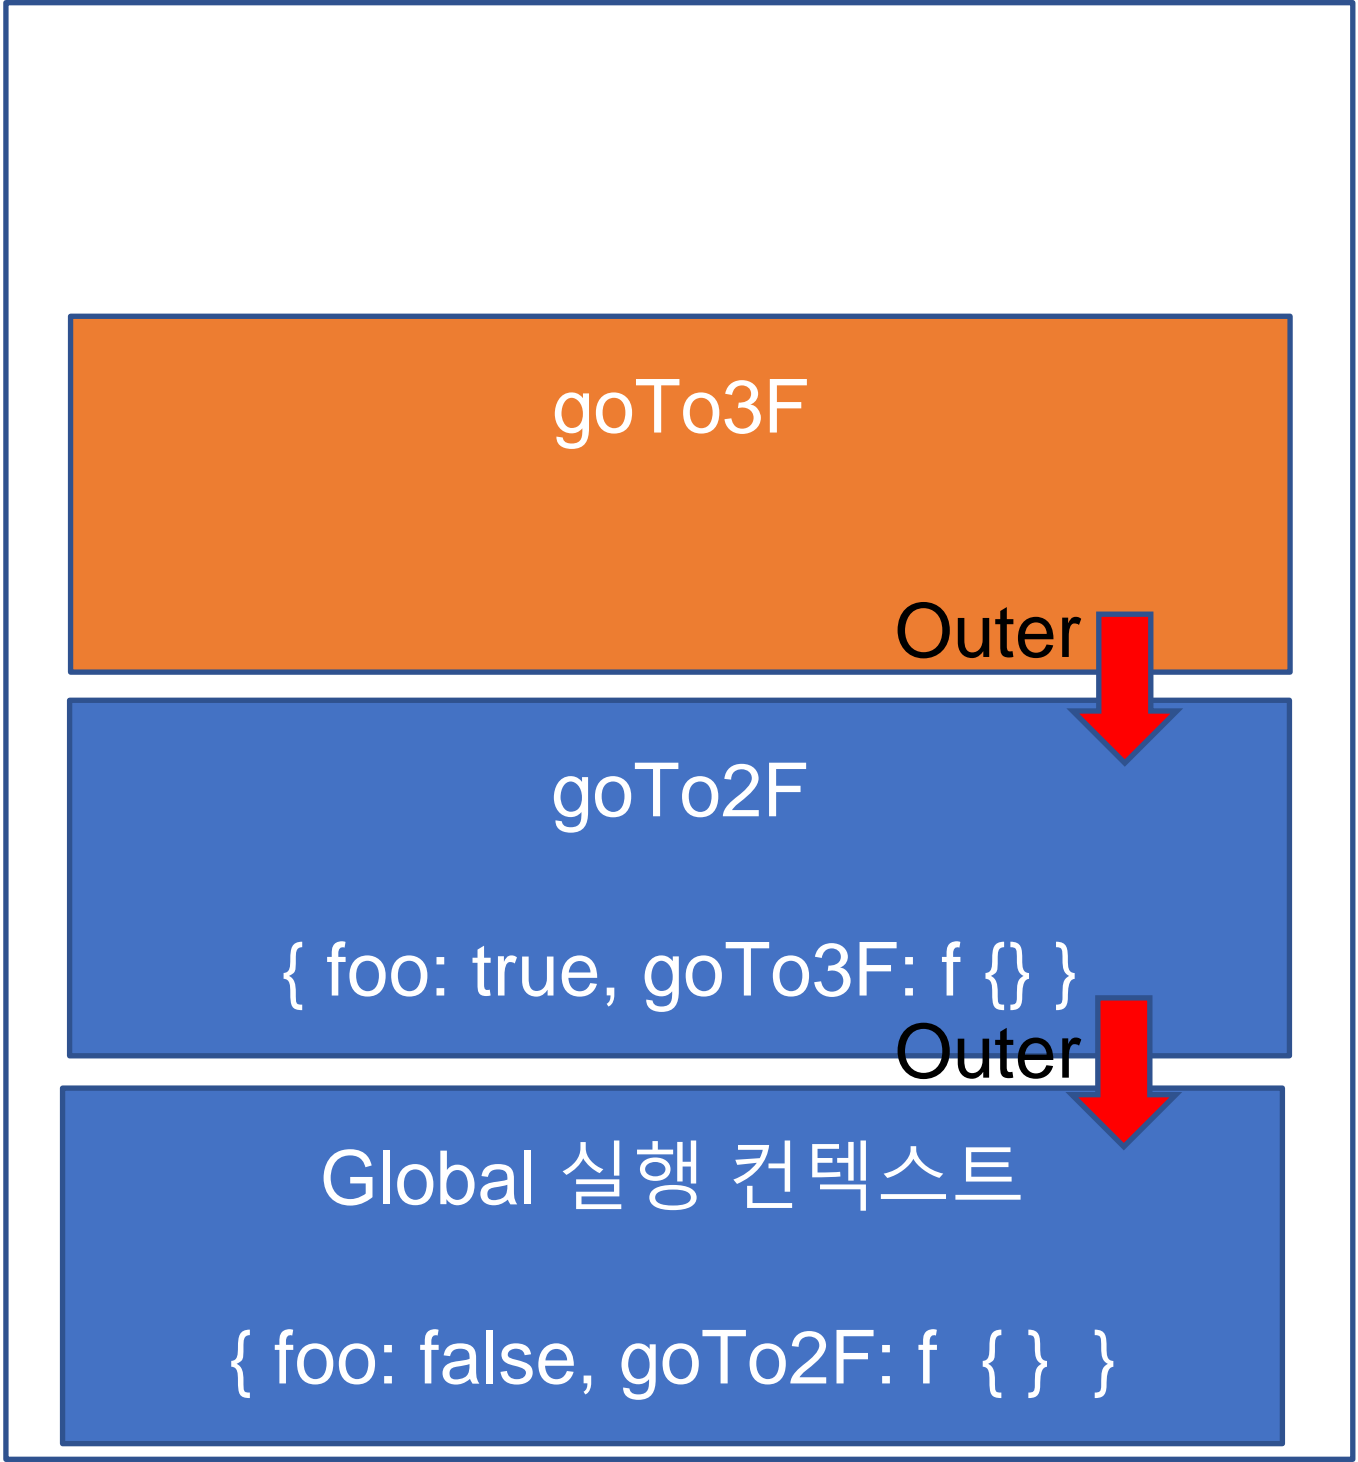 goTo3F
Outer
goTo2F
{ foo: true, goTo3F: f {} }
Outer
Global 실행 컨텍스트
{ foo: false, goTo2F: f { } }